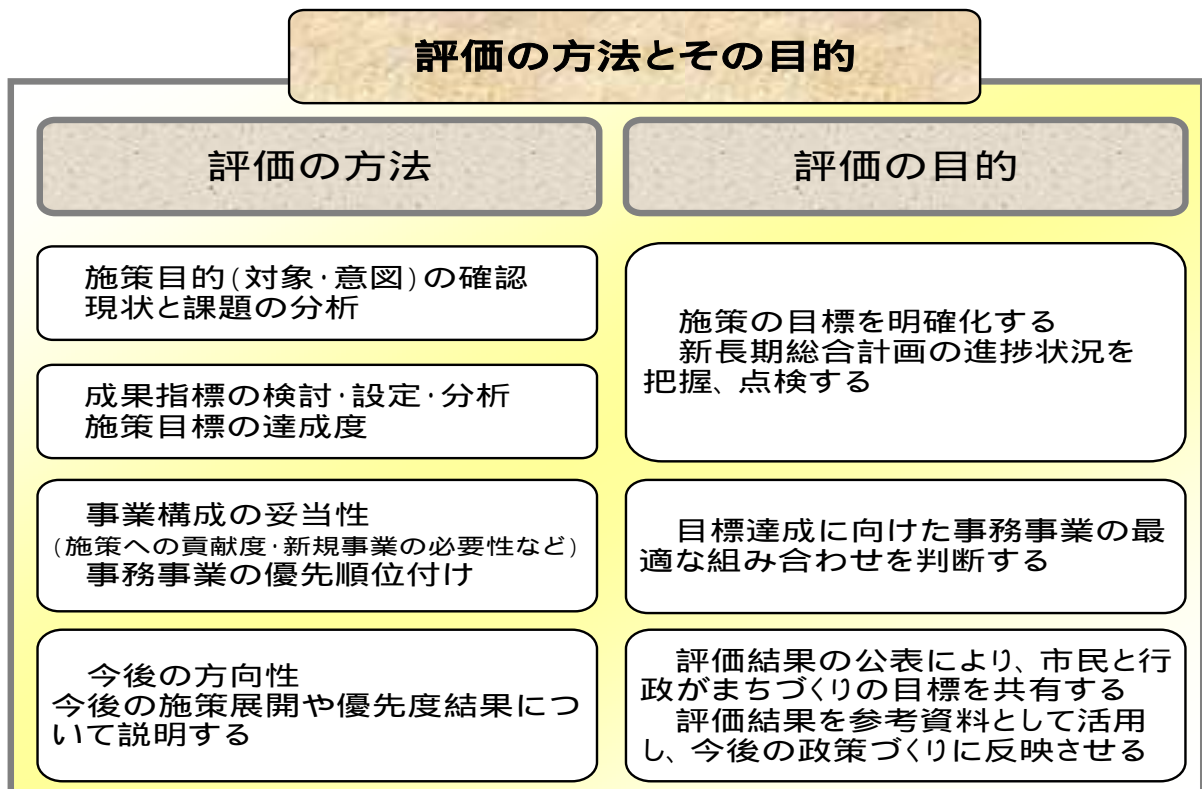 評価の方法とその目的
評価の方法
施策目的(対象・意図)の確認
現状と課題の分析
成果指標の検討・設定・分析
施策目標の達成度
事業構成の妥当性
(施策への貢献度・新規事業の必要性など)
事務事業の優先順位付け
今後の方向性
今後の施策展開や優先度結果につ
いて説明する
評価の目的
施策の目標を明確化する
新長期総合計画の進捗状況を
把握、点検する
目標達成に向けた事務事業の最
適な組み合わせを判断する
評価結果の公表により、市民と行
政がまちづくりの目標を共有する
評価結果を参考資料として活用
し、今後の政策づくりに反映させる